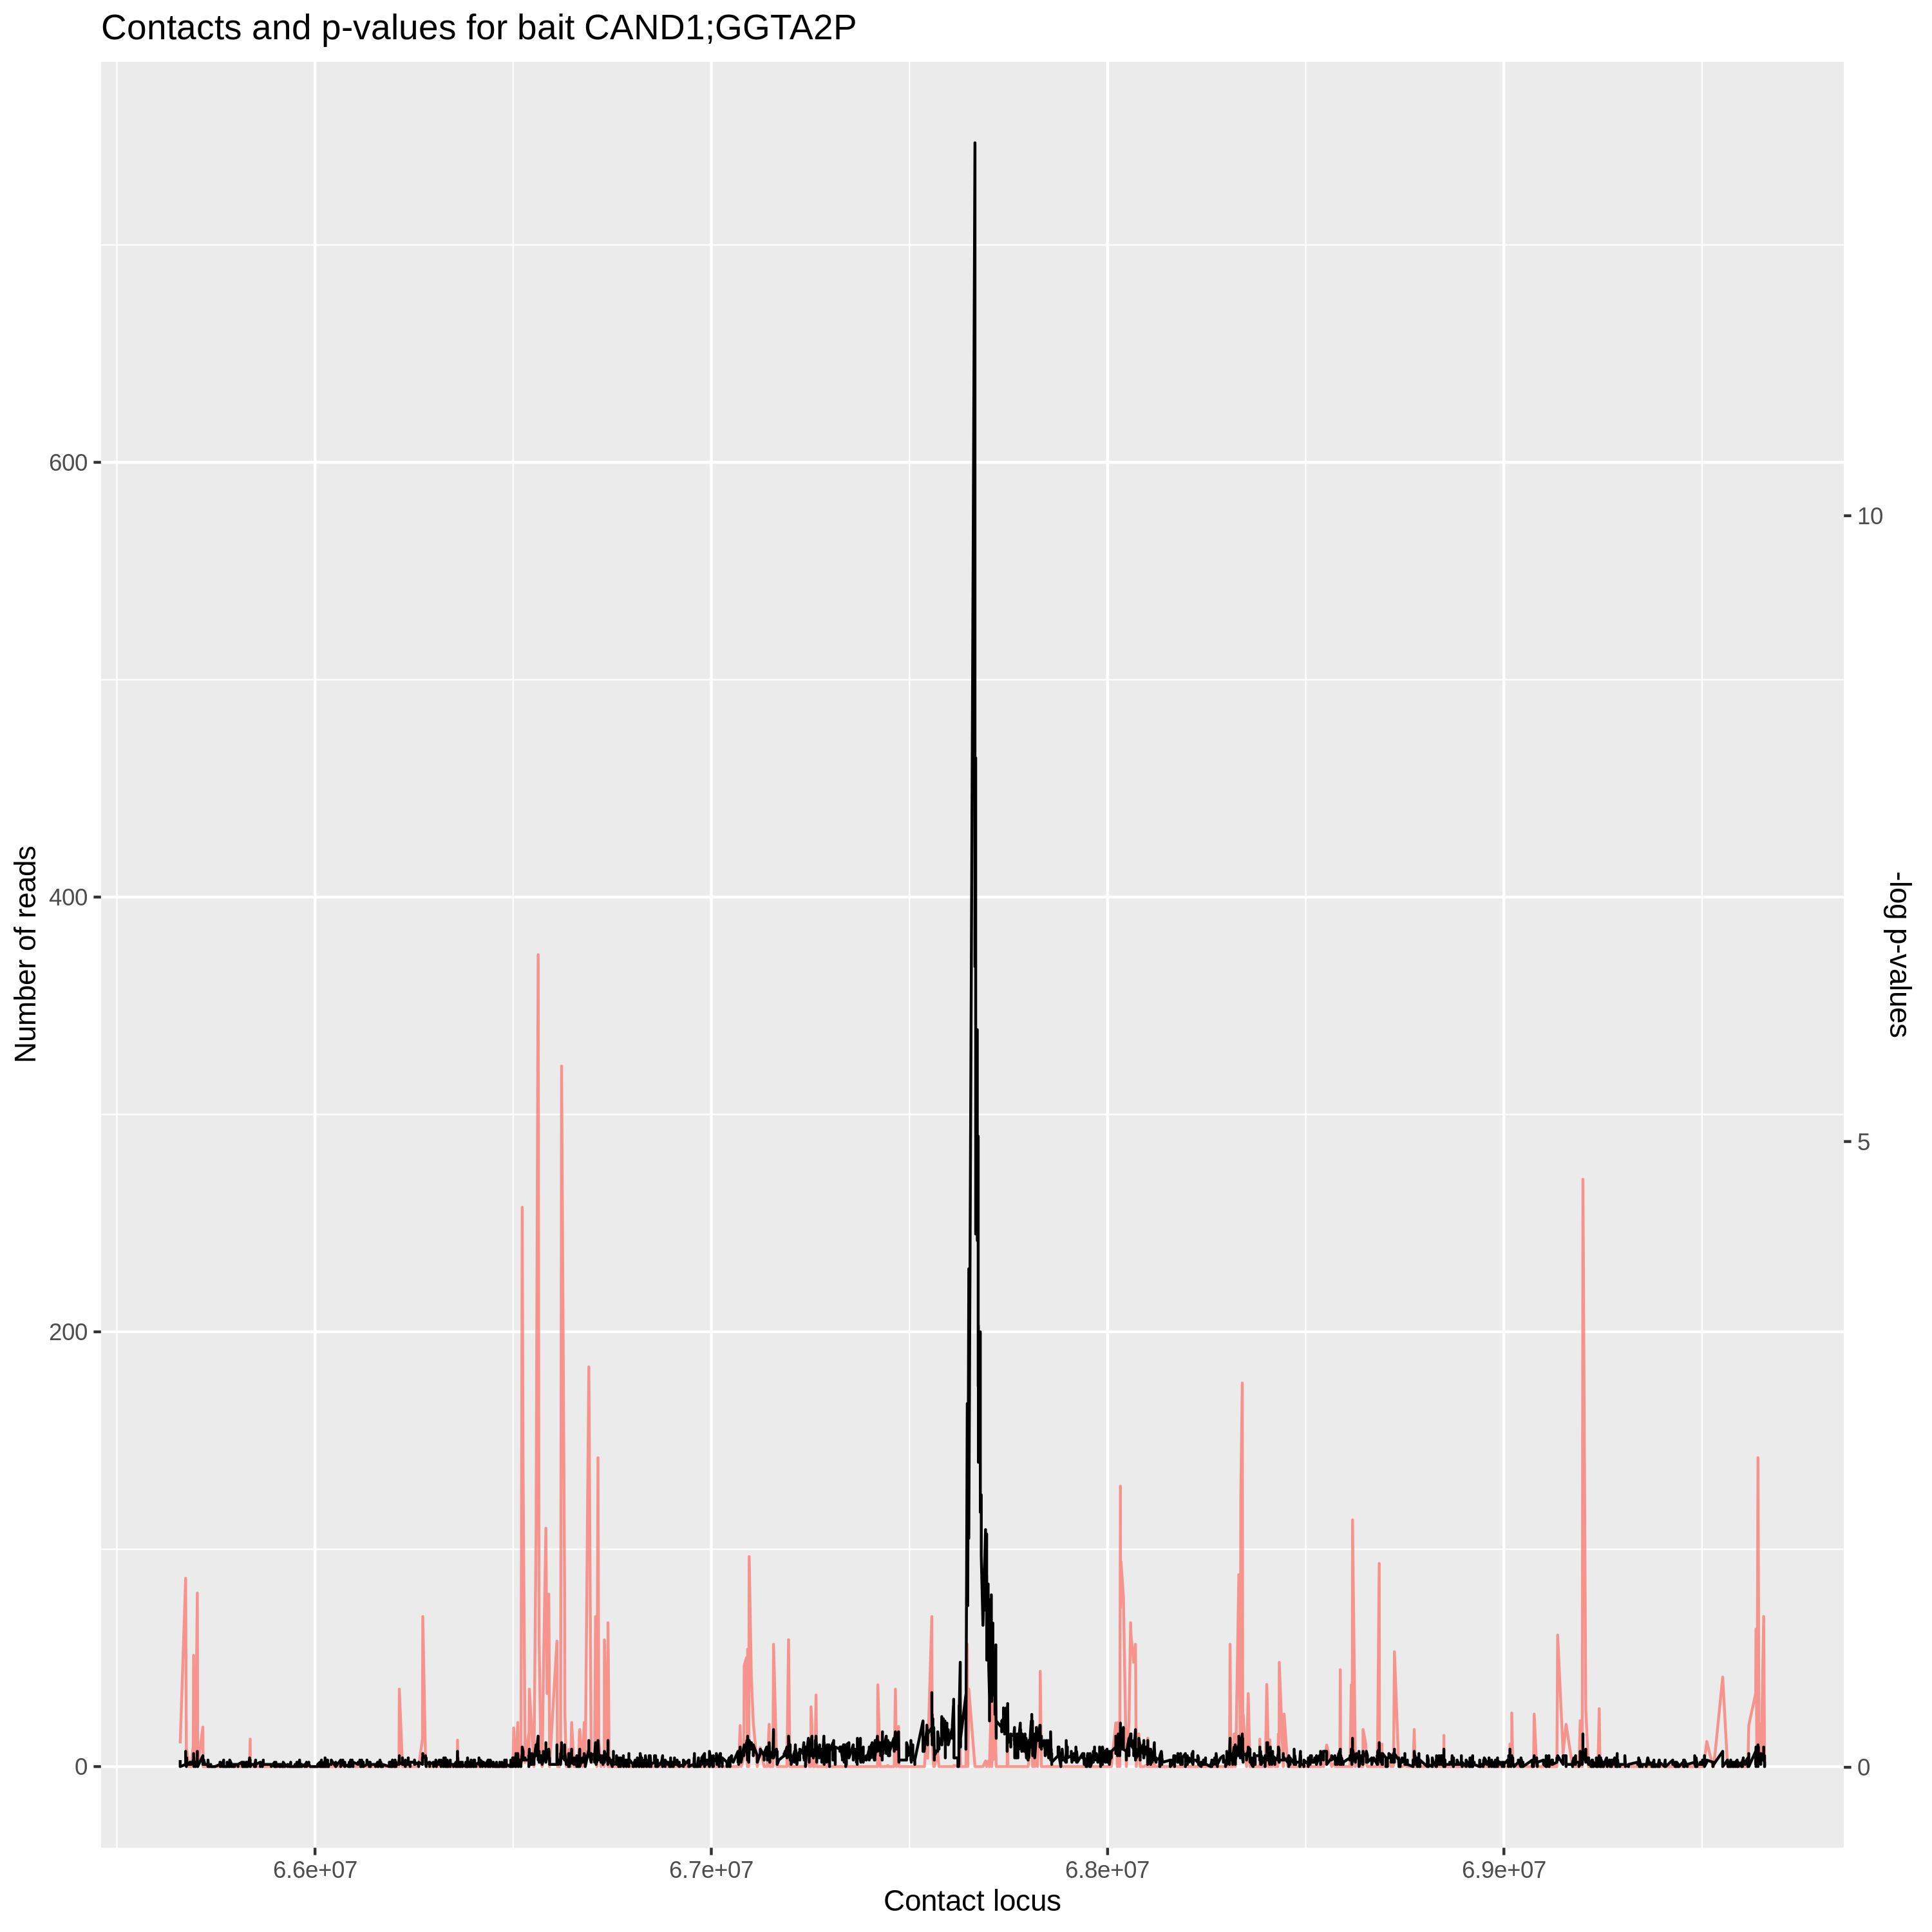 Contacts and p-values for bait CAND1;GGTA2P
Number of reads
600
400
200
0
10
5
0
-log p-values
6.6e+07
6.7e+07
6.8e+07
6.9e+07
Contact locus